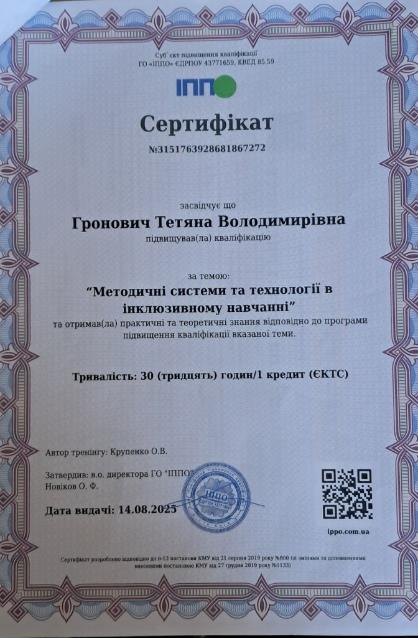 Суб`єкт підвищення кваліфікації
ГО «ІППО» ЄДРПОУ 43771659, КВЕД 85.59
ІППО
Сертифікат
№3151763928681867272
засвідчує що
Гронович Тетяна Володимирівна
підвищував(ла) кваліфікацію
за темою:
“Методичні системи та технології в
інклюзивному навчанні”
та отримав(ла) практичні та теоретичні знання відповідно до програми
підвищення кваліфікації вказаної теми.
Тривалість: 30 (тридцять) годин/1 кредит (ЄКТС)
Автор тренінгу: Крупенко О.В.
Затвердив: в.о. директора ГО "ІППО"
Новіков О. Ф.
Дата видачі: 14.08.2025
ІППО
ippo.com.ua
Сертифікат розроблено відповідно до п-13 постанови КМУ від 21 серпня 2019 року №800 (зі змінами та доповненнями
внесеними постановою КМУ від 27 грудня 2019 року №1133)